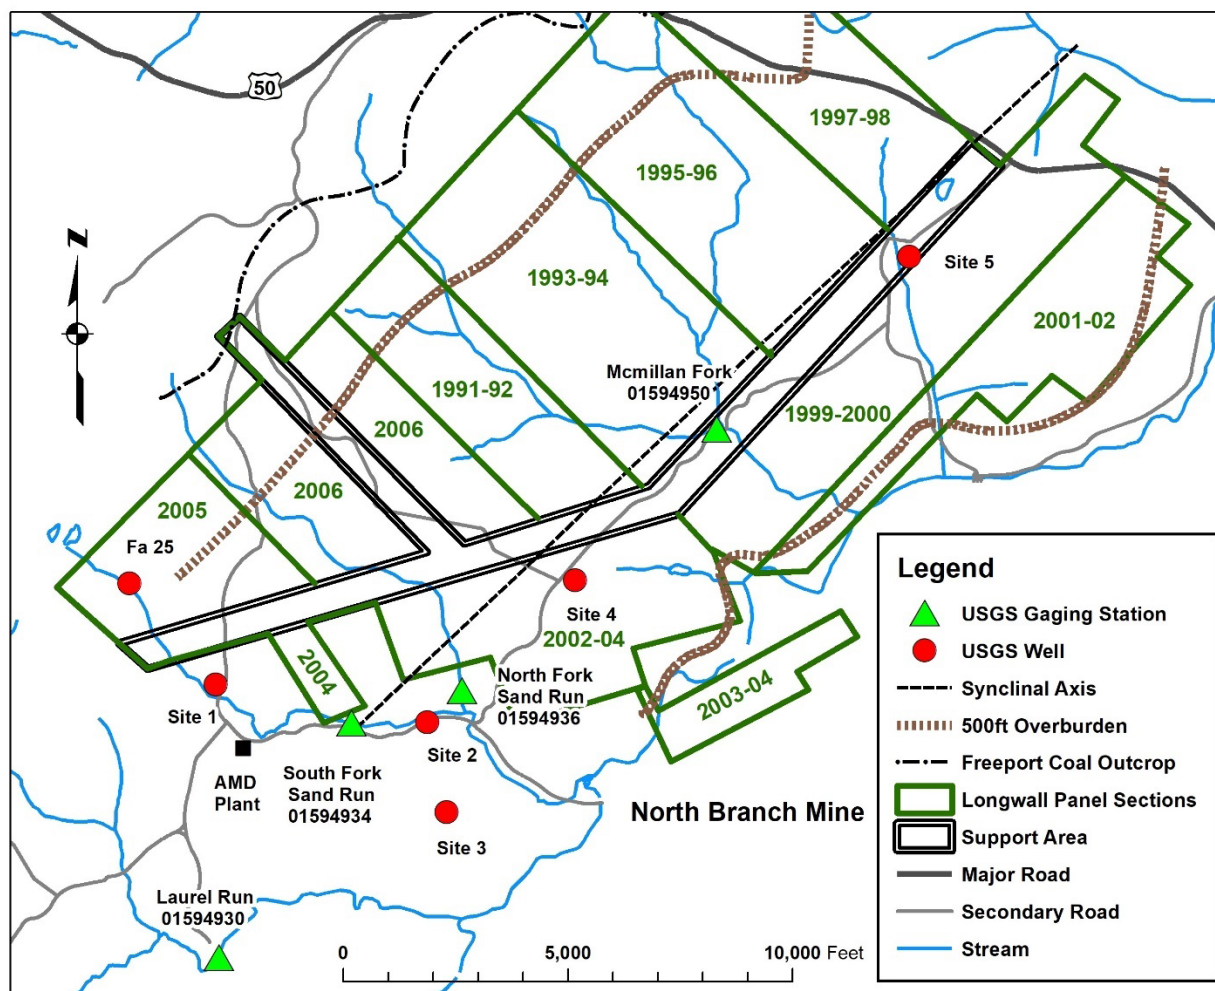 50
1997-98
1995-96
Site 5
1993-94
2001-02
N
Mcmillan Fork
01594950
1991-92
1999-2000
2006
2006
2005
Fa 25
Site 4
2002-04
2004
North Fork
Sand Run
01594936
2003-04
Site 1
Site 2
AMD
Plant
South Fork
Sand Run
01594934
North Branch Mine
Site 3
Laurel Run
01594930
0 5,000 10,000 Feet
Legend
USGS Gaging Station
USGS Well
Synclinal Axis
500ft Overburden
Freeport Coal Outcrop
Longwall Panel Sections
Support Area
Major Road
Secondary Road
Stream